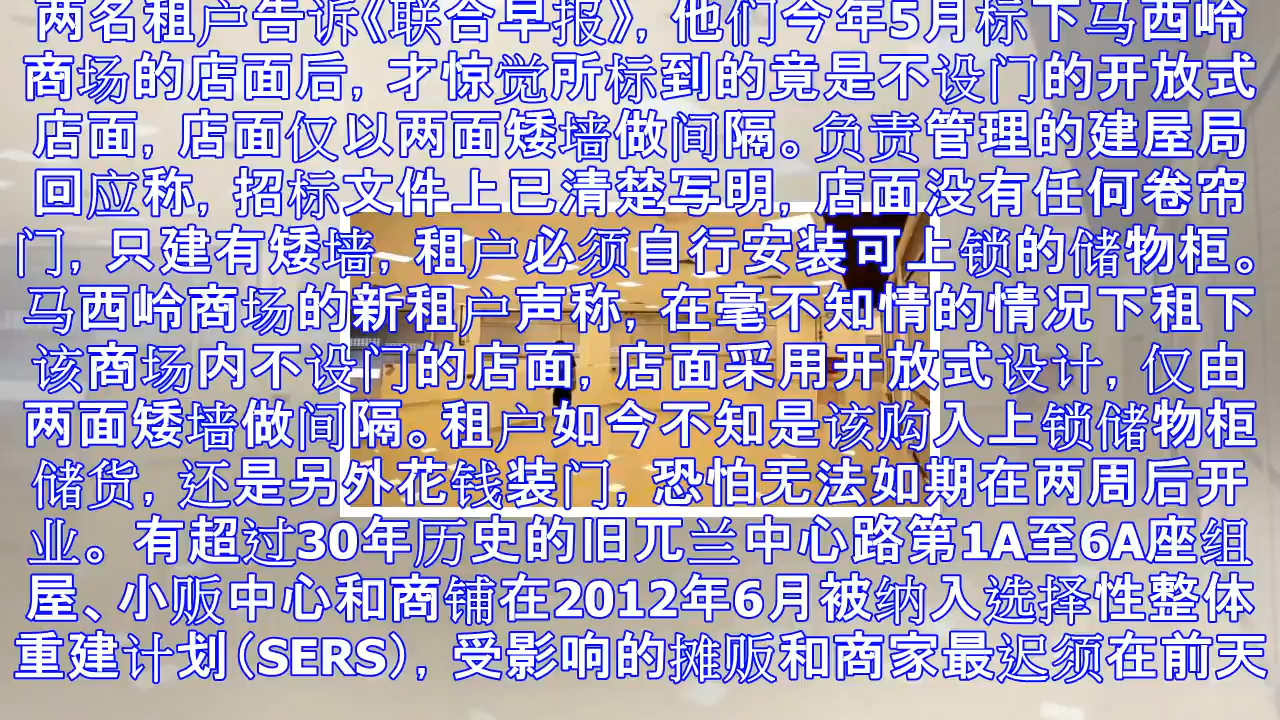 两名租户告诉《联合早报》，他们今年5月标下马西岭
商场的店面后，才惊觉所标到的竟是不设门的开放式
店面，店面仅以两面矮墙做间隔。负责管理的建屋局
回应称，招标文件上已清楚写明，店面没有任何卷帘
门，只建有矮墙，租户必须自行安装可上锁的储物柜。
马西岭商场的新租户声称，在毫不知情的情况下租下
该商场内不设门的店面，店面采用开放式设计，仅由
两面矮墙做间隔。租户如今不知是该购入上锁储物柜
储货，还是另外花钱装门，恐怕无法如期在两周后开
业。有超过30年历史的旧兀兰中心路第1A至6A座组
屋、小贩中心和商铺在2012年6月被纳入选择性整体
重建计划（SERS），受影响的摊贩和商家最迟须在前天